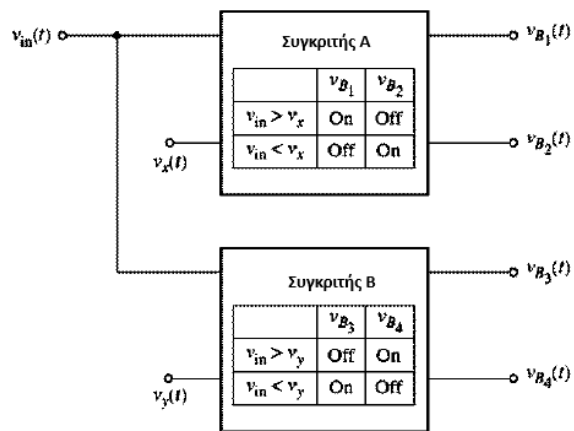 v_in(t)
Συγκριτής A
v_B1 v_B2
v_in > v_x On Off
v_in < v_x Off On
v_x(t)
v_B1(t)
v_B2(t)
Συγκριτής B
v_B3 v_B4
v_in > v_y Off On
v_in < v_y On Off
v_y(t)
v_B3(t)
v_B4(t)